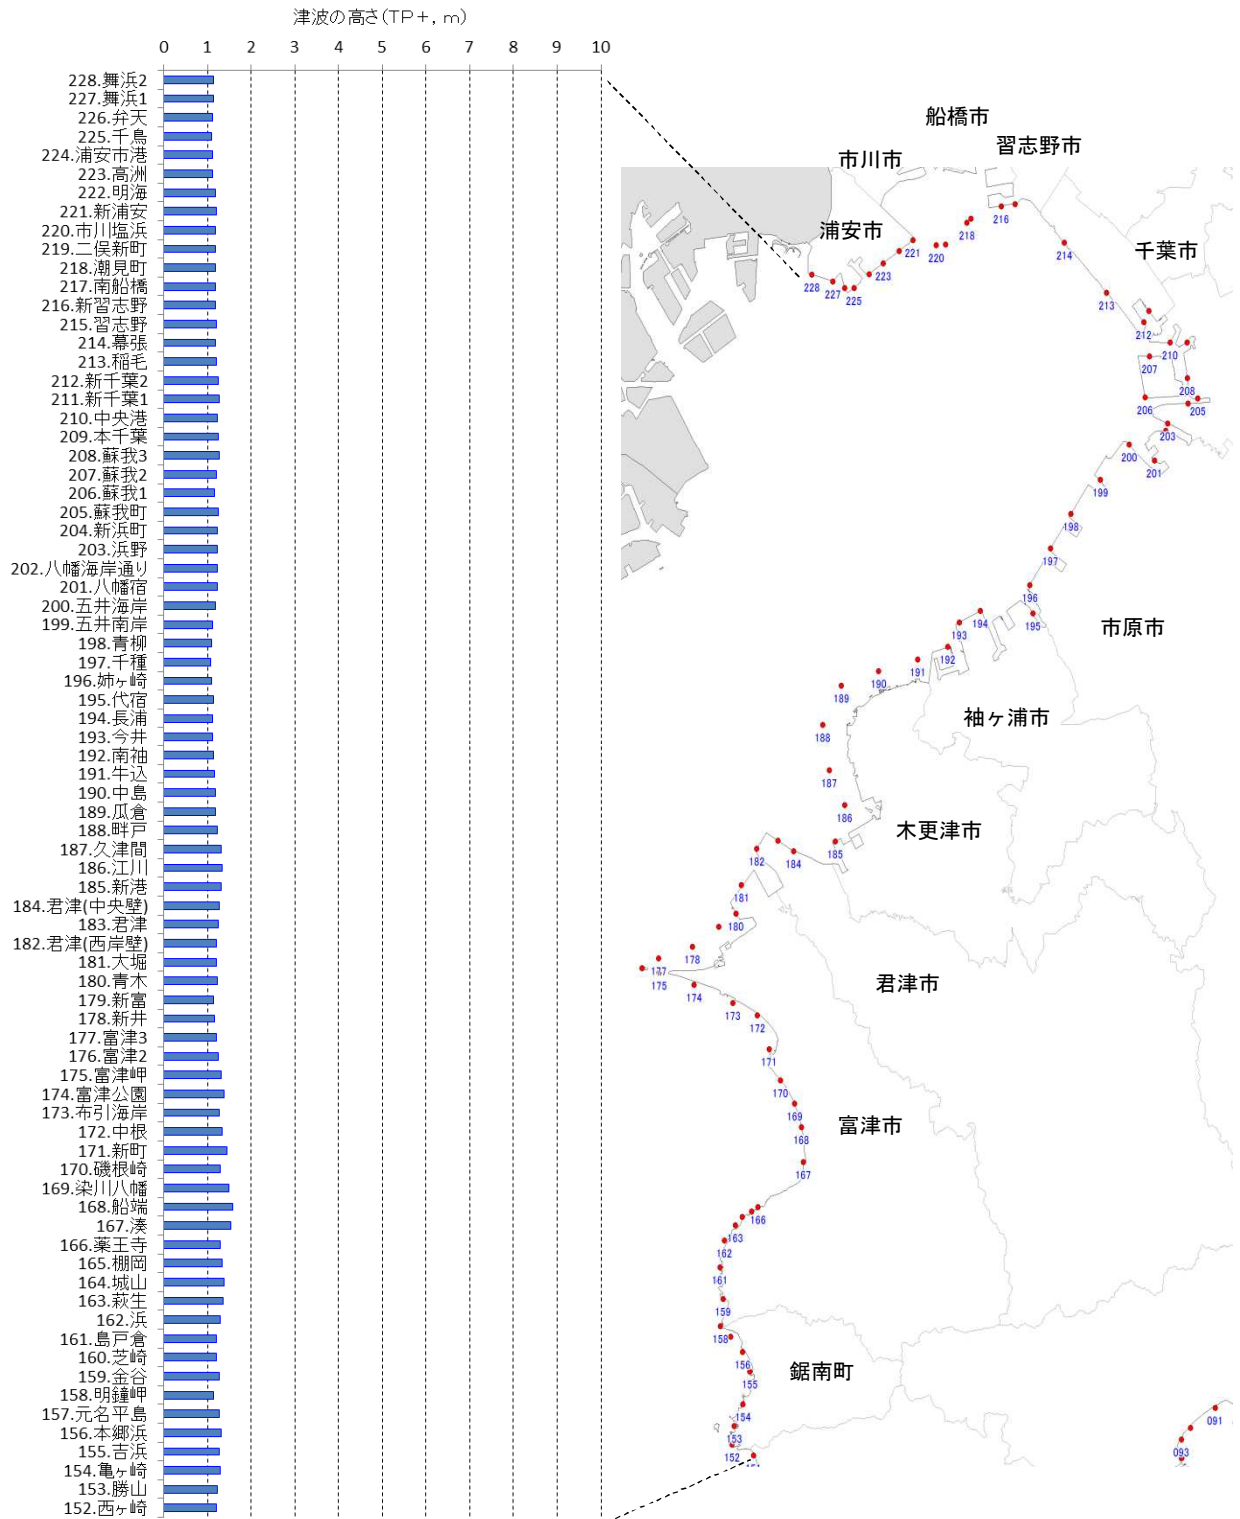 津波の高さ(TP+, m)
0 1 2 3 4 5 6 7 8 9 10
228.舞浜2
227.舞浜1
226.弁天
225.千鳥
224.浦安市港
223.高洲
222.明海
221.新浦安
220.市川塩浜
219.二俣新町
218.潮見町
217.南船橋
216.新習志野
215.習志野
214.幕張
213.稲毛
212.新千葉2
211.新千葉1
210.中央港
209.本千葉
208.蘇我3
207.蘇我2
206.蘇我1
205.蘇我町
204.新浜町
203.浜野
202.八幡海岸通り
201.八幡宿
200.五井海岸
199.五井南岸
198.青柳
197.千種
196.姉ヶ崎
195.代宿
194.長浦
193.今井
192.南袖
191.牛込
190.中島
189.瓜倉
188.畔戸
187.久津間
186.江川
185.新港
184.君津(中央壁)
183.君津
182.君津(西岸壁)
181.大堀
180.青木
179.新富
178.新井
177.富津3
176.富津2
175.富津岬
174.富津公園
173.布引海岸
172.中根
171.新町
170.磯根崎
169.染川八幡
168.船端
167.湊
166.薬王寺
165.棚岡
164.城山
163.萩生
162.浜
161.島戸倉
160.芝崎
159.金谷
158.明鐘岬
157.元名平島
156.本郷浜
155.吉浜
154.亀ヶ崎
153.勝山
152.西ヶ崎
船橋市
習志野市
市川市
浦安市
千葉市
市原市
袖ヶ浦市
木更津市
君津市
富津市
鋸南町
216
218
221
220
214
223
228
227
225
213
212
210
207
208
206
205
203
200
201
199
198
197
196
195
194
193
192
191
190
189
188
187
186
185
184
182
181
180
178
177
175
174
173
172
171
170
169
168
167
166
163
162
161
159
158
156
155
154
153
152
091
093